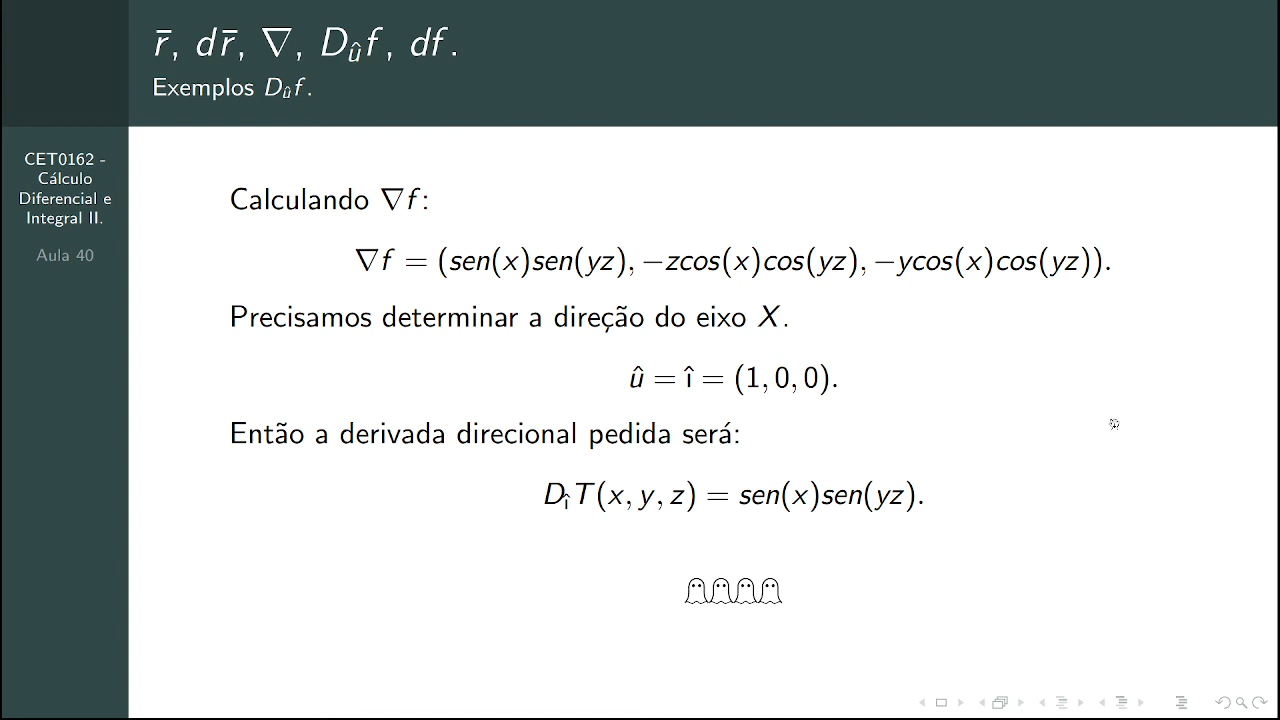 r̄, dr̄, ∇, D_û f, df.
Exemplos D_û f.
CET0162 -
Cálculo
Diferencial e
Integral II.
Aula 40
Calculando ∇f:
∇f = (sen(x)sen(yz), −zcos(x)cos(yz), −ycos(x)cos(yz)).
Precisamos determinar a direção do eixo X.
û = î = (1, 0, 0).
Então a derivada direcional pedida será:
D_î T(x, y, z) = sen(x)sen(yz).